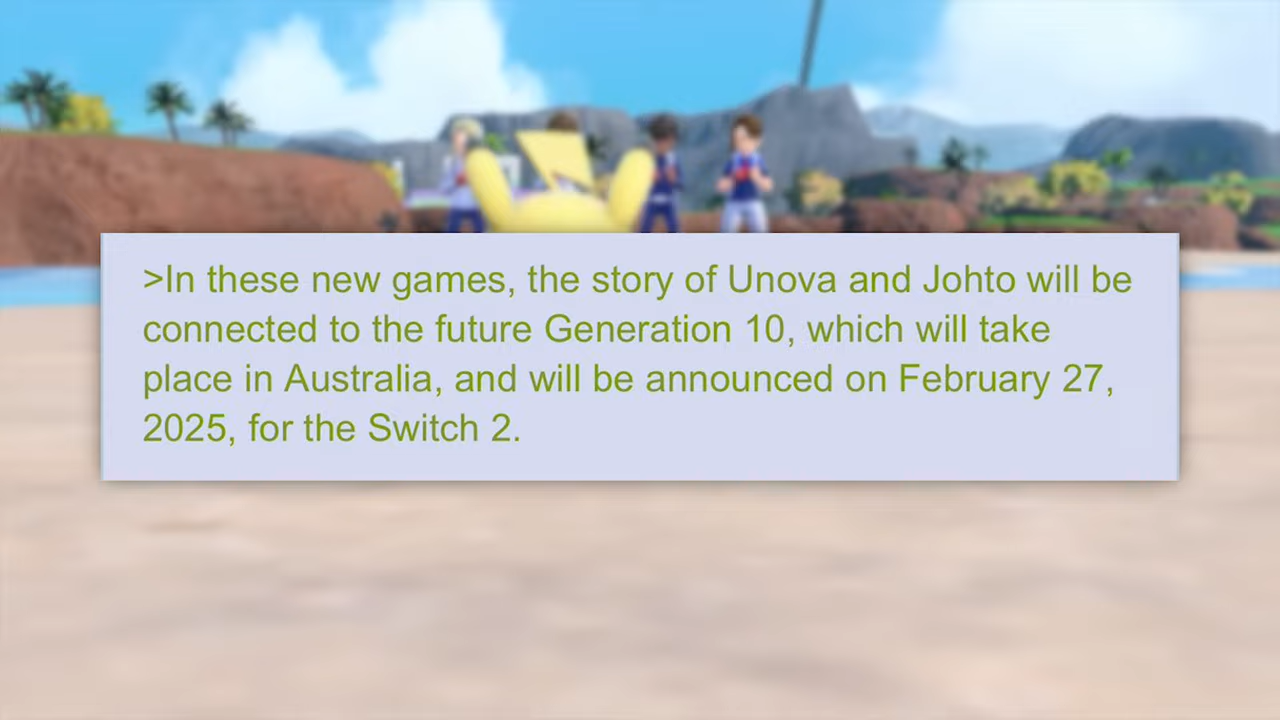 >In these new games, the story of Unova and Johto will be
connected to the future Generation 10, which will take
place in Australia, and will be announced on February 27,
2025, for the Switch 2.